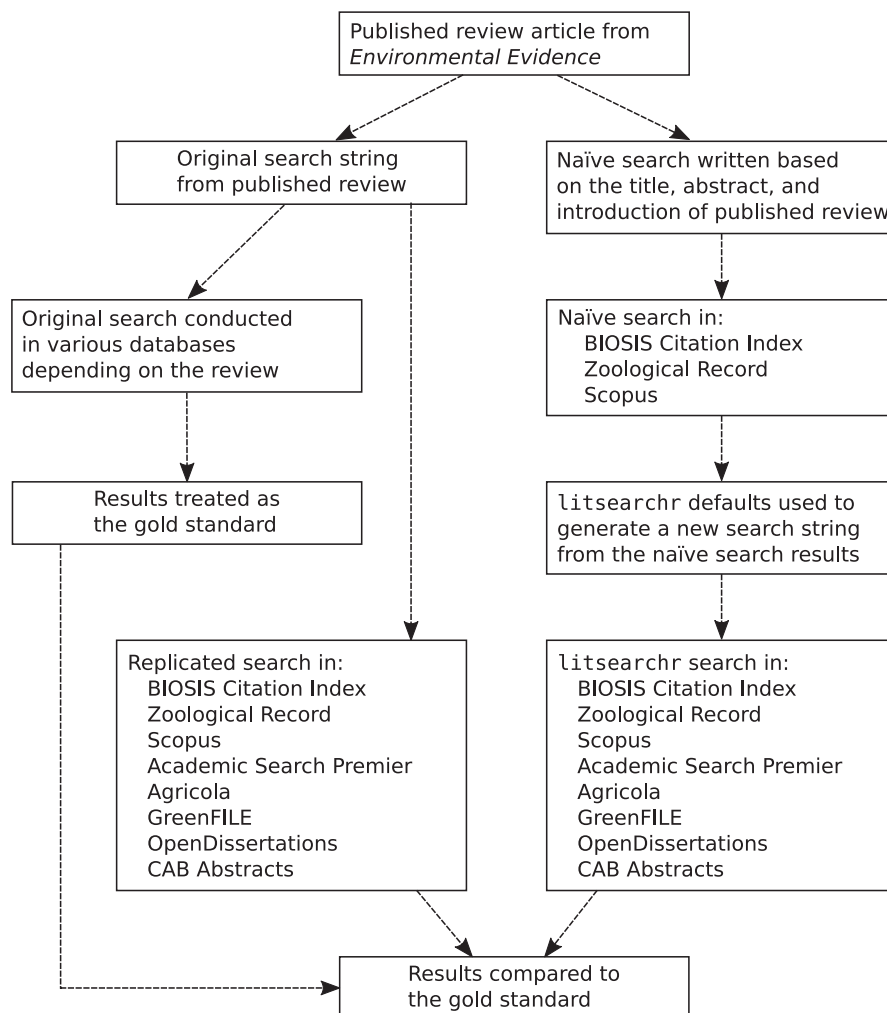 Published review article from
Environmental Evidence
Original search string
from published review
Naïve search written based
on the title, abstract, and
introduction of published review
Original search conducted
in various databases
depending on the review
Naïve search in:
BIOSIS Citation Index
Zoological Record
Scopus
Results treated as
the gold standard
litsearchr defaults used to
generate a new search string
from the naïve search results
Replicated search in:
BIOSIS Citation Index
Zoological Record
Scopus
Academic Search Premier
Agricola
GreenFILE
OpenDissertations
CAB Abstracts
litsearchr search in:
BIOSIS Citation Index
Zoological Record
Scopus
Academic Search Premier
Agricola
GreenFILE
OpenDissertations
CAB Abstracts
Results compared to
the gold standard